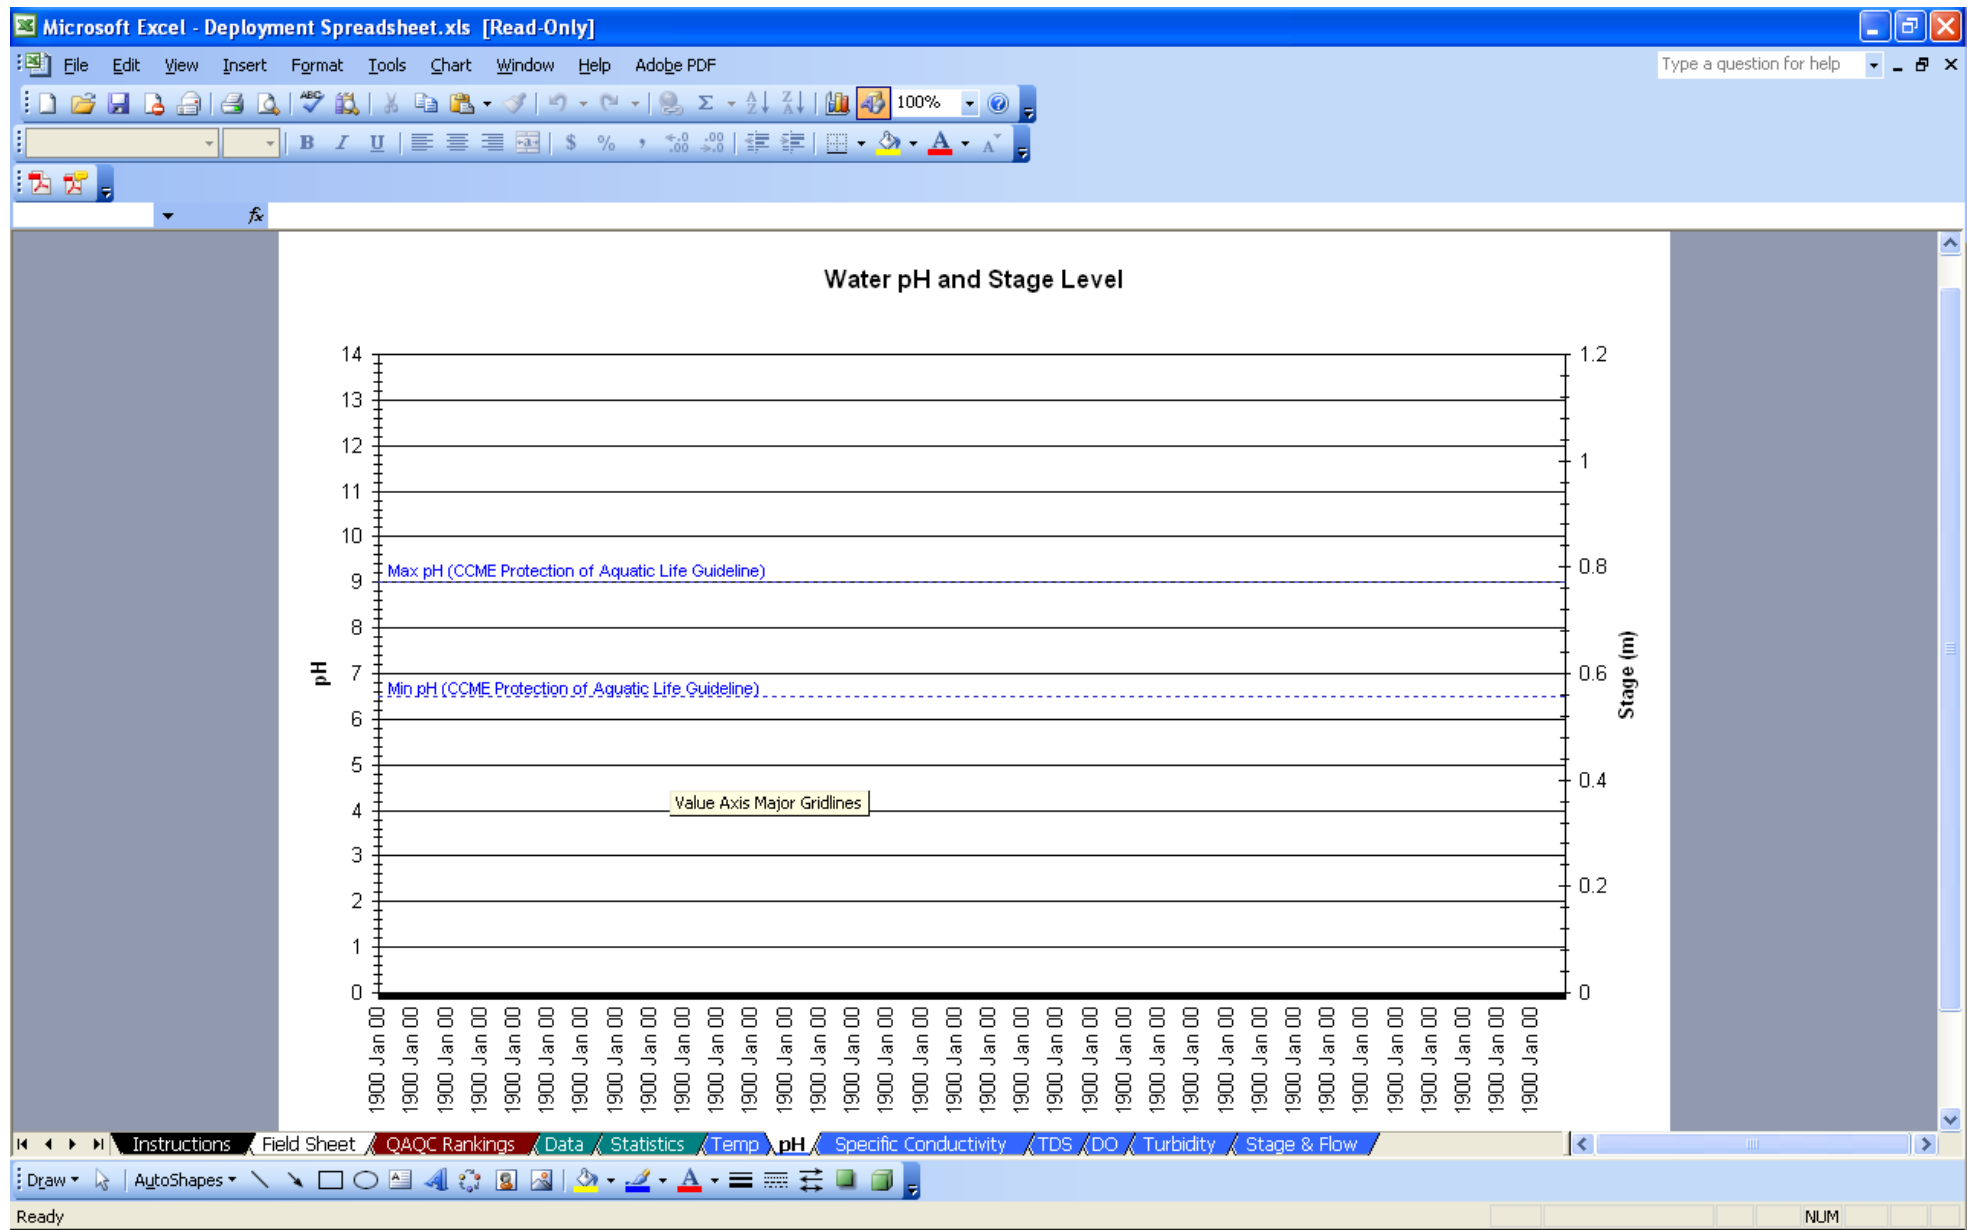 Microsoft Excel - Deployment Spreadsheet.xls [Read-Only]
File Edit View Insert Format Tools Chart Window Help Adobe PDF Type a question for help
100%
B I U $ % , .00 .0
fx
Water pH and Stage Level
14 1.2
13
12
1
11
10
Max pH (CCME Protection of Aquatic Life Guideline) 0.8
9
8
pH 7 0.6 Stage (m)
Min pH (CCME Protection of Aquatic Life Guideline)
6
5
0.4
Value Axis Major Gridlines
4
3
0.2
2
1
0 0
1900 Jan 00 1900 Jan 00 1900 Jan 00 1900 Jan 00 1900 Jan 00 1900 Jan 00 1900 Jan 00 1900 Jan 00 1900 Jan 00 1900 Jan 00 1900 Jan 00 1900 Jan 00 1900 Jan 00 1900 Jan 00 1900 Jan 00 1900 Jan 00 1900 Jan 00 1900 Jan 00 1900 Jan 00 1900 Jan 00 1900 Jan 00 1900 Jan 00 1900 Jan 00 1900 Jan 00 1900 Jan 00 1900 Jan 00 1900 Jan 00 1900 Jan 00 1900 Jan 00 1900 Jan 00 1900 Jan 00 1900 Jan 00 1900 Jan 00 1900 Jan 00 1900 Jan 00
Instructions Field Sheet QAQC Rankings Data Statistics Temp pH Specific Conductivity TDS DO Turbidity Stage & Flow
Draw AutoShapes
Ready NUM